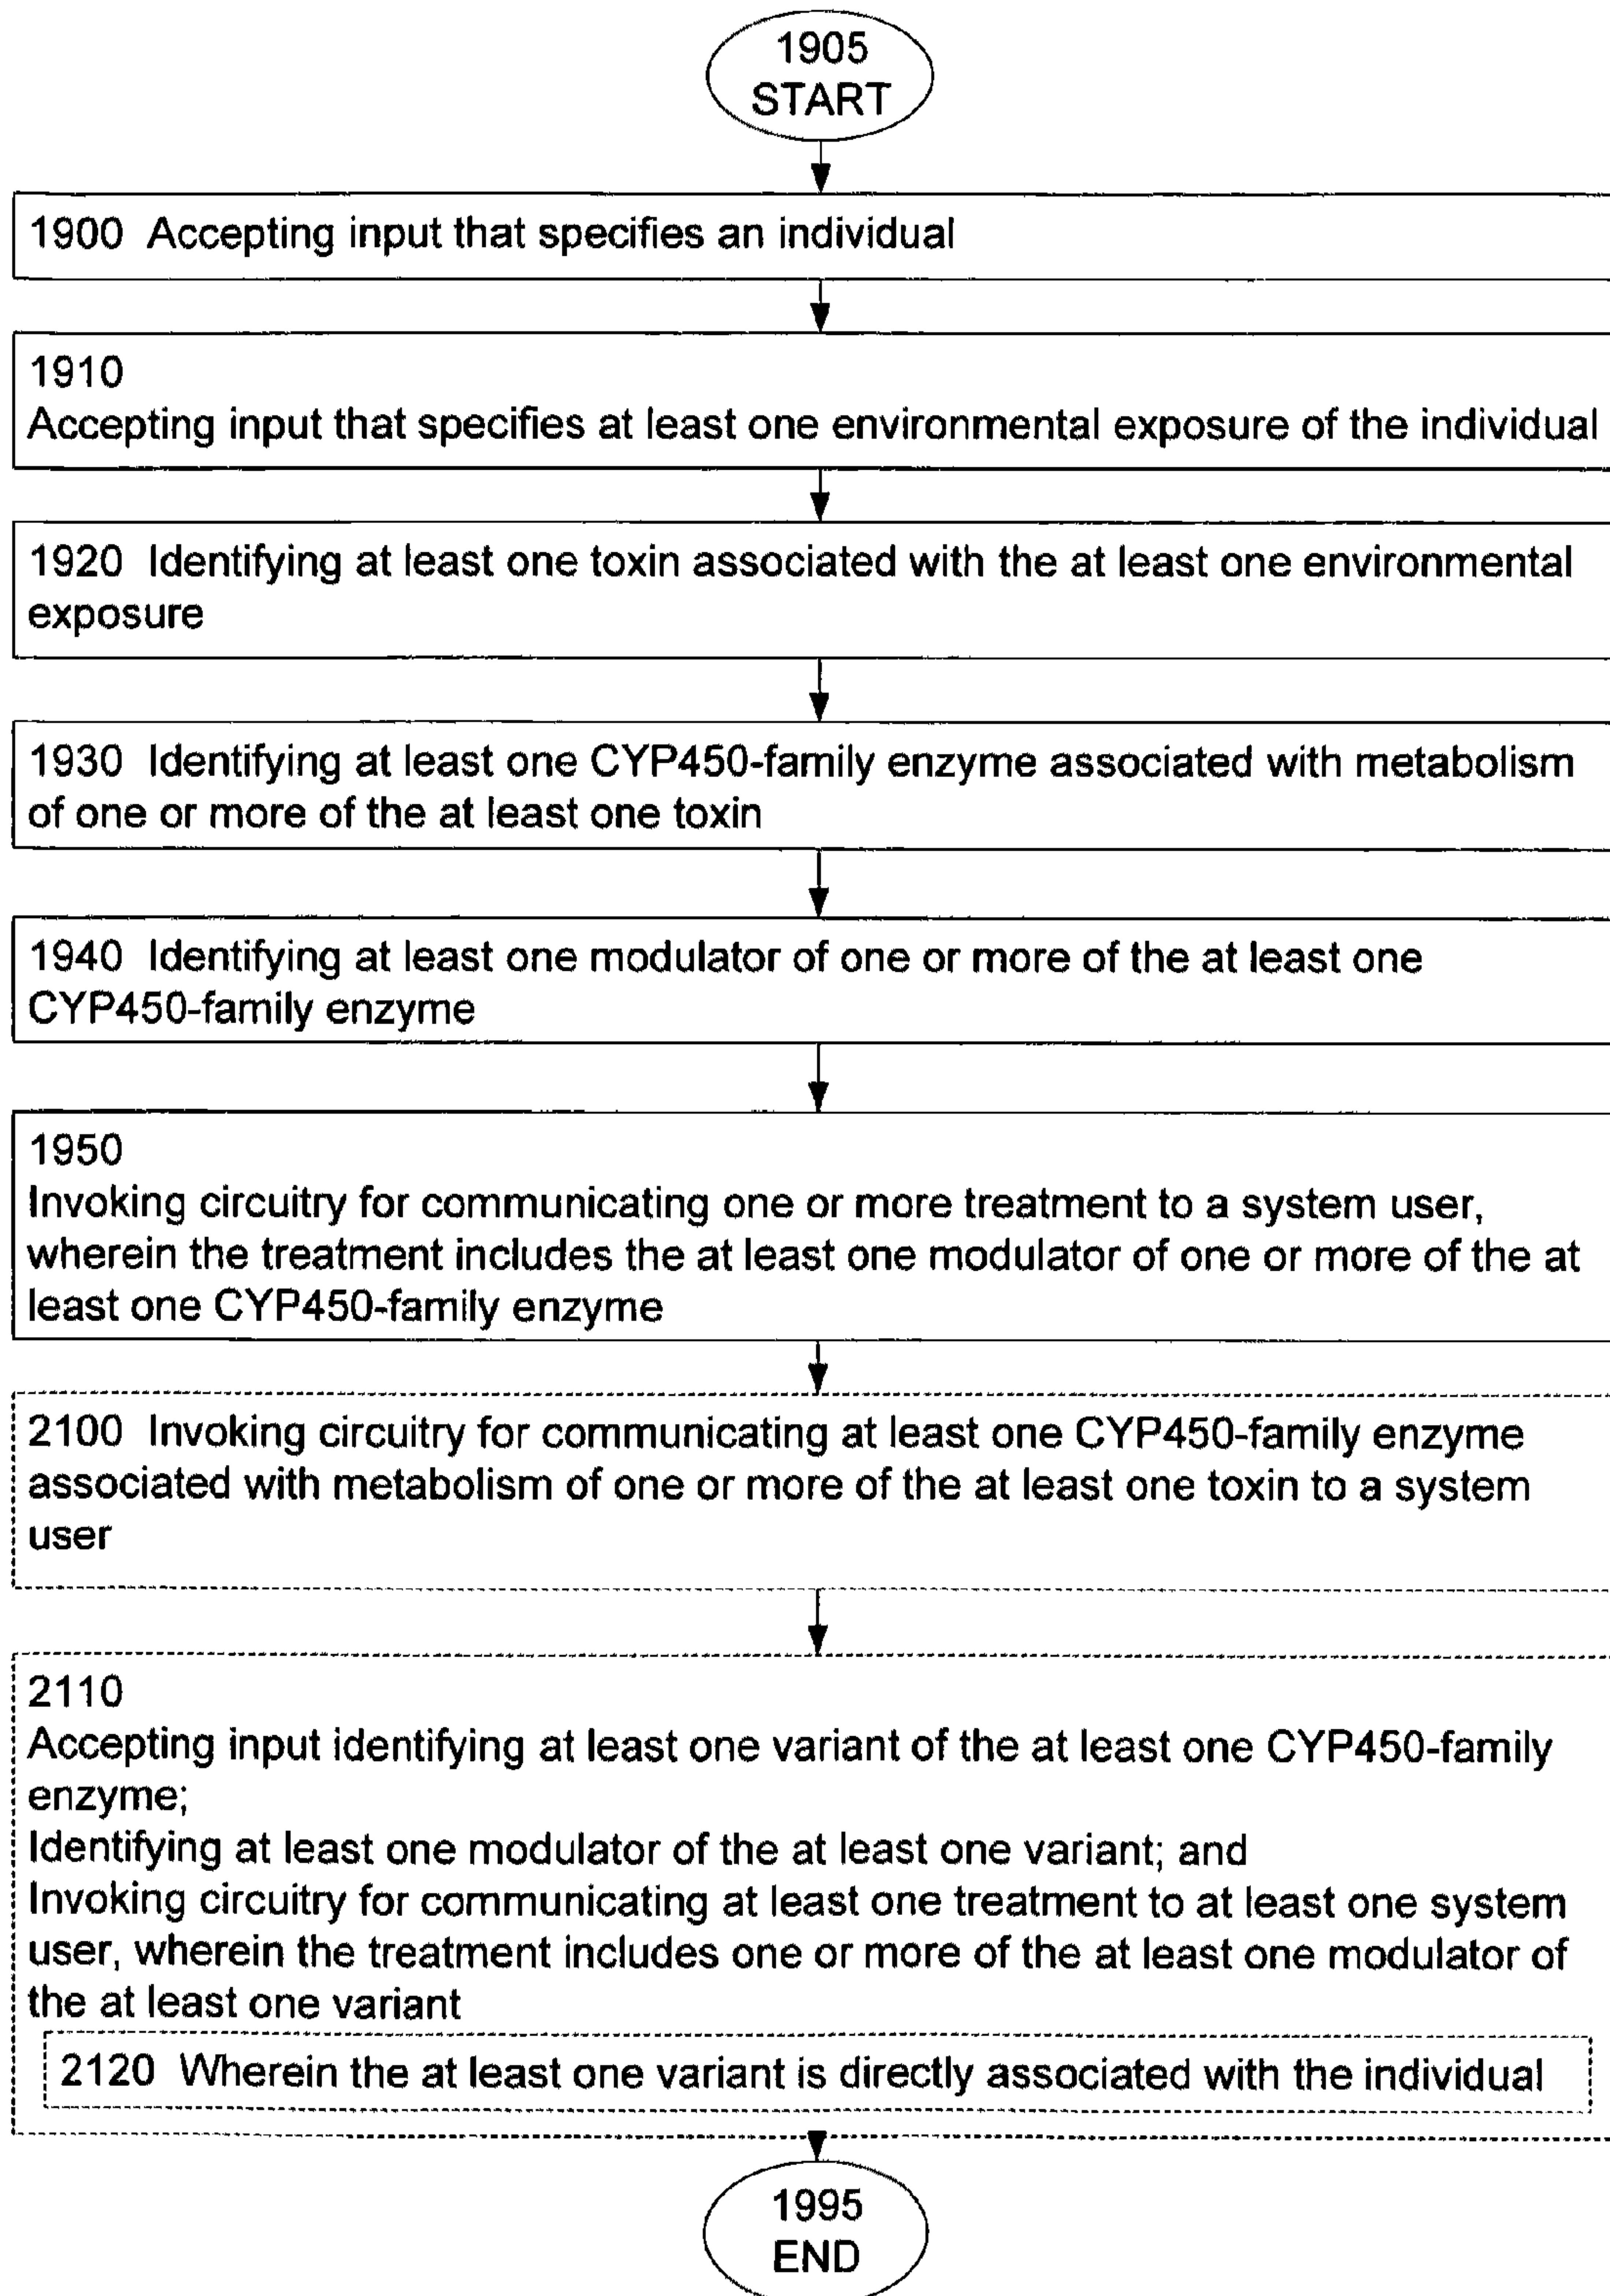 1905
START
1900 Accepting input that specifies an individual
1910
Accepting input that specifies at least one environmental exposure of the individual
1920 Identifying at least one toxin associated with the at least one environmental
exposure
1930 Identifying at least one CYP450-family enzyme associated with metabolism
of one or more of the at least one toxin
1940 Identifying at least one modulator of one or more of the at least one
CYP450-family enzyme
1950
Invoking circuitry for communicating one or more treatment to a system user,
wherein the treatment includes the at least one modulator of one or more of the at
least one CYP450-family enzyme
2100 Invoking circuitry for communicating at least one CYP450-family enzyme
associated with metabolism of one or more of the at least one toxin to a system
user
2110
Accepting input identifying at least one variant of the at least one CYP450-family
enzyme;
Identifying at least one modulator of the at least one variant; and
Invoking circuitry for communicating at least one treatment to at least one system
user, wherein the treatment includes one or more of the at least one modulator of
the at least one variant
2120 Wherein the at least one variant is directly associated with the individual
1995
END